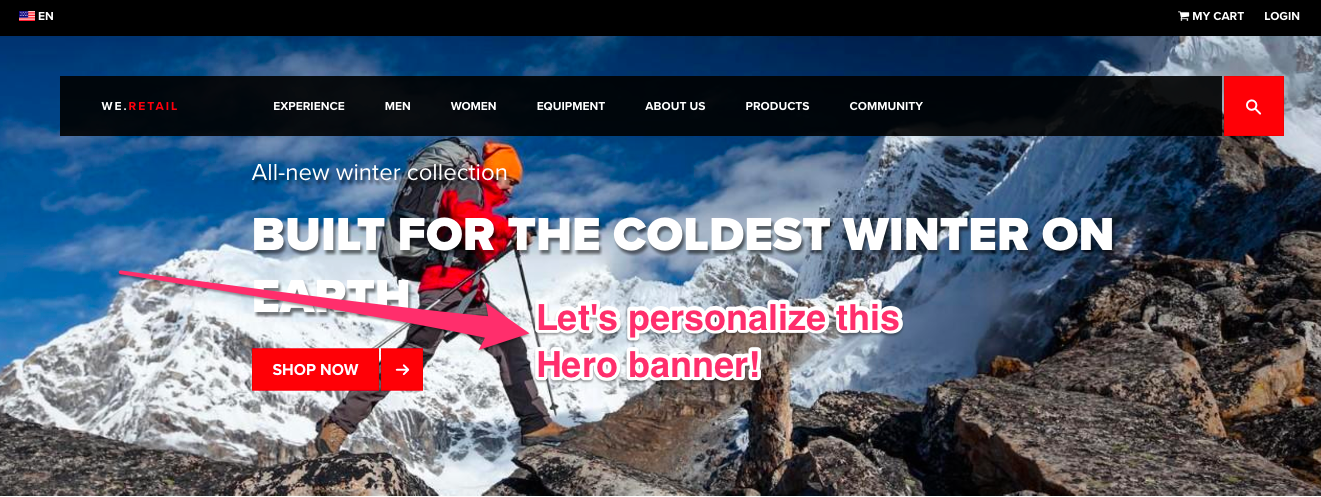 EN
MY CART LOGIN
WE.RETAIL EXPERIENCE MEN WOMEN EQUIPMENT ABOUT US PRODUCTS COMMUNITY
All-new winter collection
BUILT FOR THE COLDEST WINTER ON
EARTH
Let's personalize this
Hero banner!
SHOP NOW